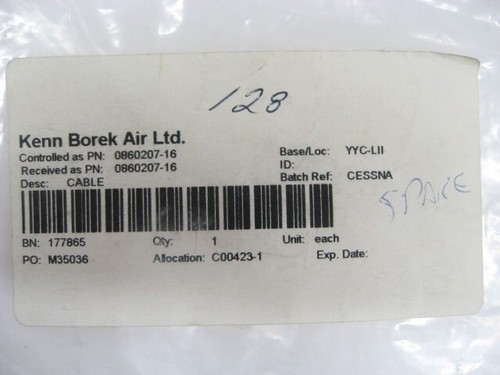 128
Kenn Borek Air Ltd.
Controlled as PN: 0860207-16 Base/Loc: YYC-LII
Received as PN: 0860207-16 ID:
Desc: CABLE Batch Ref: CESSNA
SPACE
BN: 177865 Qty: 1 Unit: each
PO: M35036 Allocation: C00423-1 Exp. Date: